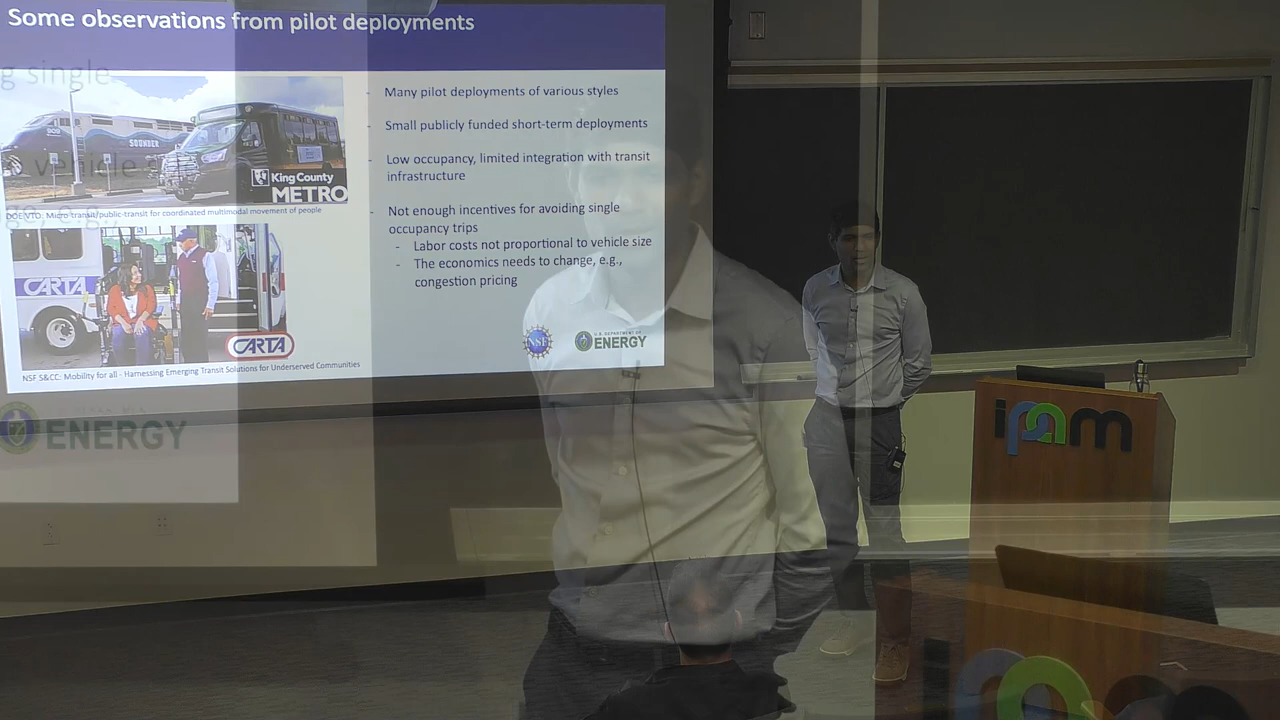 Some observations from pilot deployments
g single
vehicle
SOUNDER
King County
METRO
DOE VTO: Micro-transit/public-transit for coordinated multimodal movement of people
CARTA
CARTA
NSF S&CC: Mobility for all - Harnessing Emerging Transit Solutions for Underserved Communities
- Many pilot deployments of various styles
- Small publicly funded short-term deployments
- Low occupancy, limited integration with transit
infrastructure
- Not enough incentives for avoiding single
occupancy trips
- Labor costs not proportional to vehicle size
- The economics needs to change, e.g.,
congestion pricing
NSF
U.S. DEPARTMENT OF
ENERGY
ENERGY
ipam